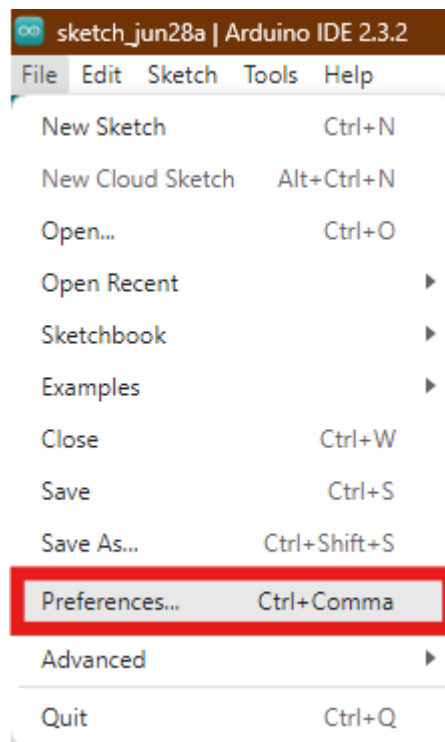 sketch_jun28a | Arduino IDE 2.3.2
File Edit Sketch Tools Help
New Sketch Ctrl+N
New Cloud Sketch Alt+Ctrl+N
Open... Ctrl+O
Open Recent
Sketchbook
Examples
Close Ctrl+W
Save Ctrl+S
Save As... Ctrl+Shift+S
Preferences... Ctrl+Comma
Advanced
Quit Ctrl+Q